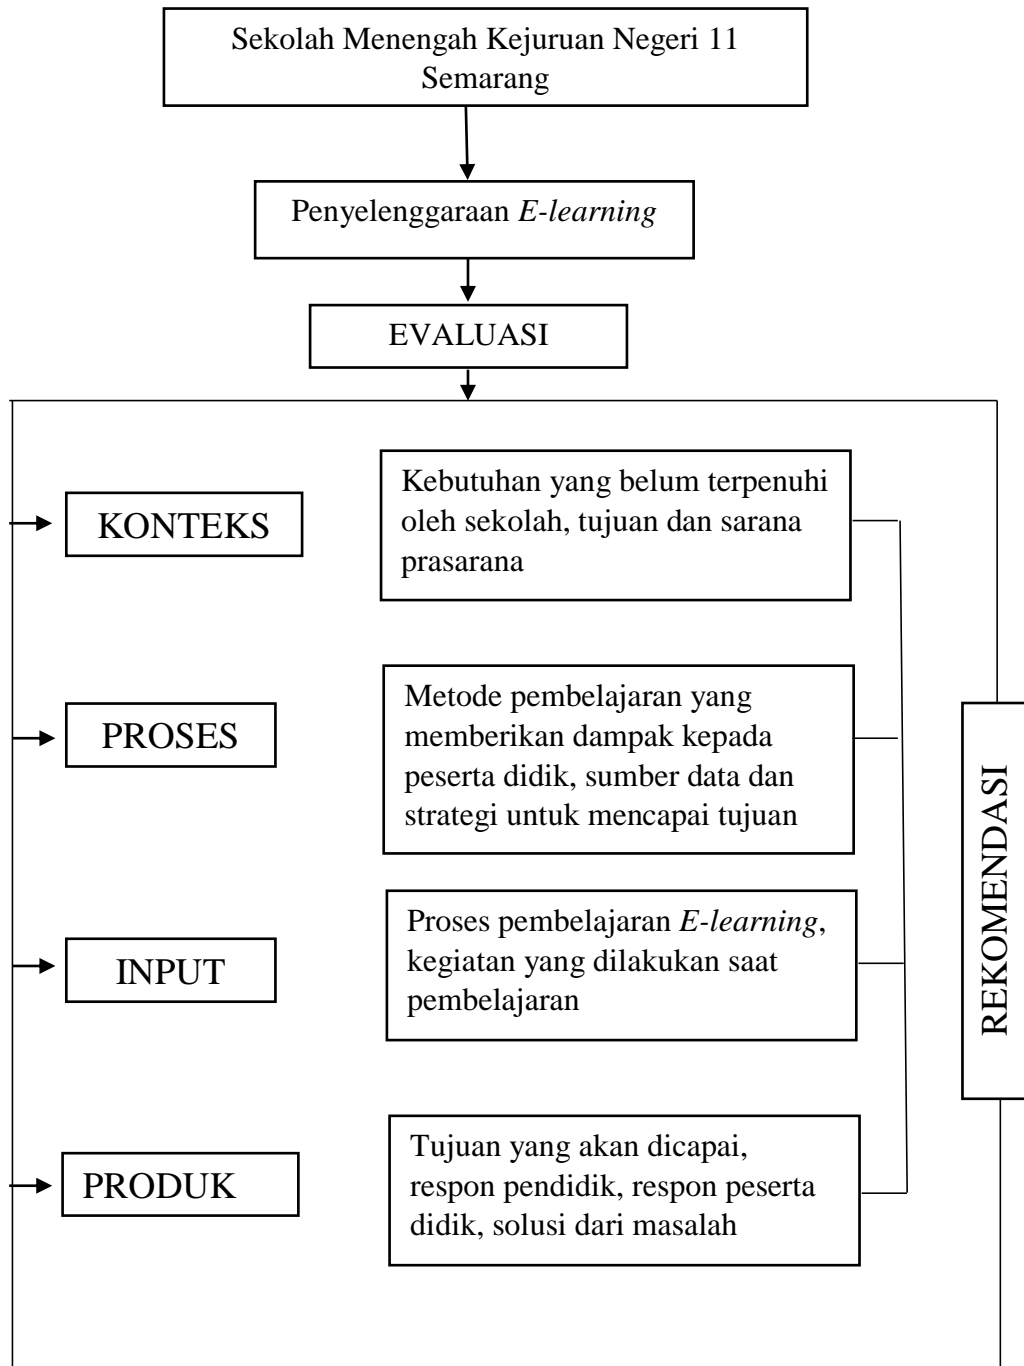 Sekolah Menengah Kejuruan Negeri 11
Semarang
Penyelenggaraan E-learning
EVALUASI
KONTEKS
Kebutuhan yang belum terpenuhi
oleh sekolah, tujuan dan sarana
prasarana
PROSES
Metode pembelajaran yang
memberikan dampak kepada
peserta didik, sumber data dan
strategi untuk mencapai tujuan
INPUT
Proses pembelajaran E-learning,
kegiatan yang dilakukan saat
pembelajaran
PRODUK
Tujuan yang akan dicapai,
respon pendidik, respon peserta
didik, solusi dari masalah
REKOMENDASI